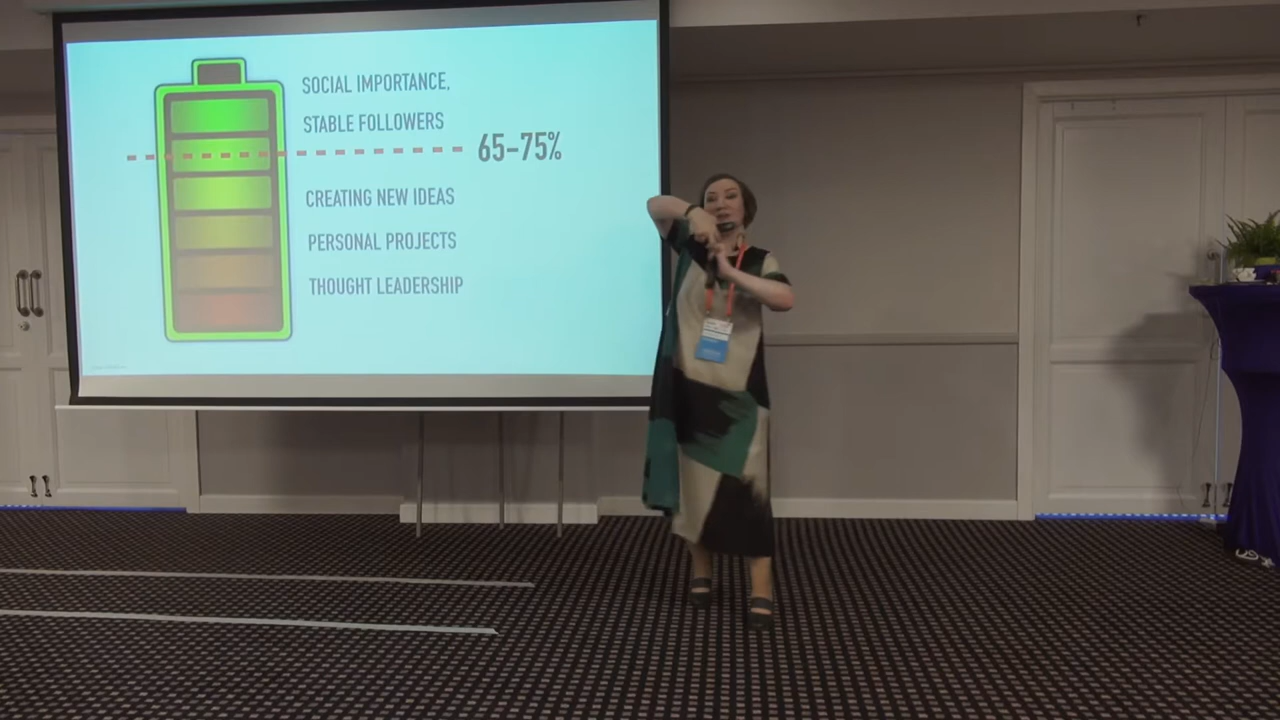 SOCIAL IMPORTANCE,
STABLE FOLLOWERS
65-75%
CREATING NEW IDEAS
PERSONAL PROJECTS
THOUGHT LEADERSHIP